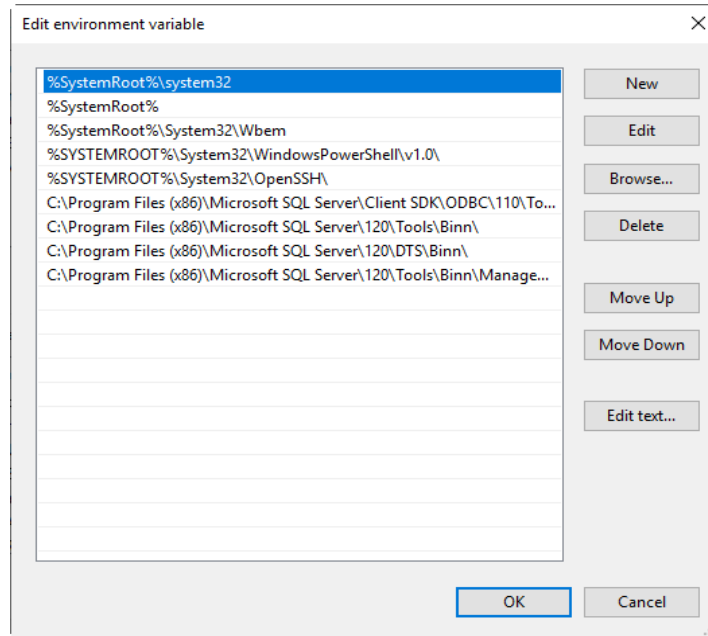 Edit environment variable
%SystemRoot%\system32
%SystemRoot%
%SystemRoot%\System32\Wbem
%SYSTEMROOT%\System32\WindowsPowerShell\v1.0\
%SYSTEMROOT%\System32\OpenSSH\
C:\Program Files (x86)\Microsoft SQL Server\Client SDK\ODBC\110\To...
C:\Program Files (x86)\Microsoft SQL Server\120\Tools\Binn\
C:\Program Files (x86)\Microsoft SQL Server\120\DTS\Binn\
C:\Program Files (x86)\Microsoft SQL Server\120\Tools\Binn\Manage...
New
Edit
Browse...
Delete
Move Up
Move Down
Edit text...
OK
Cancel